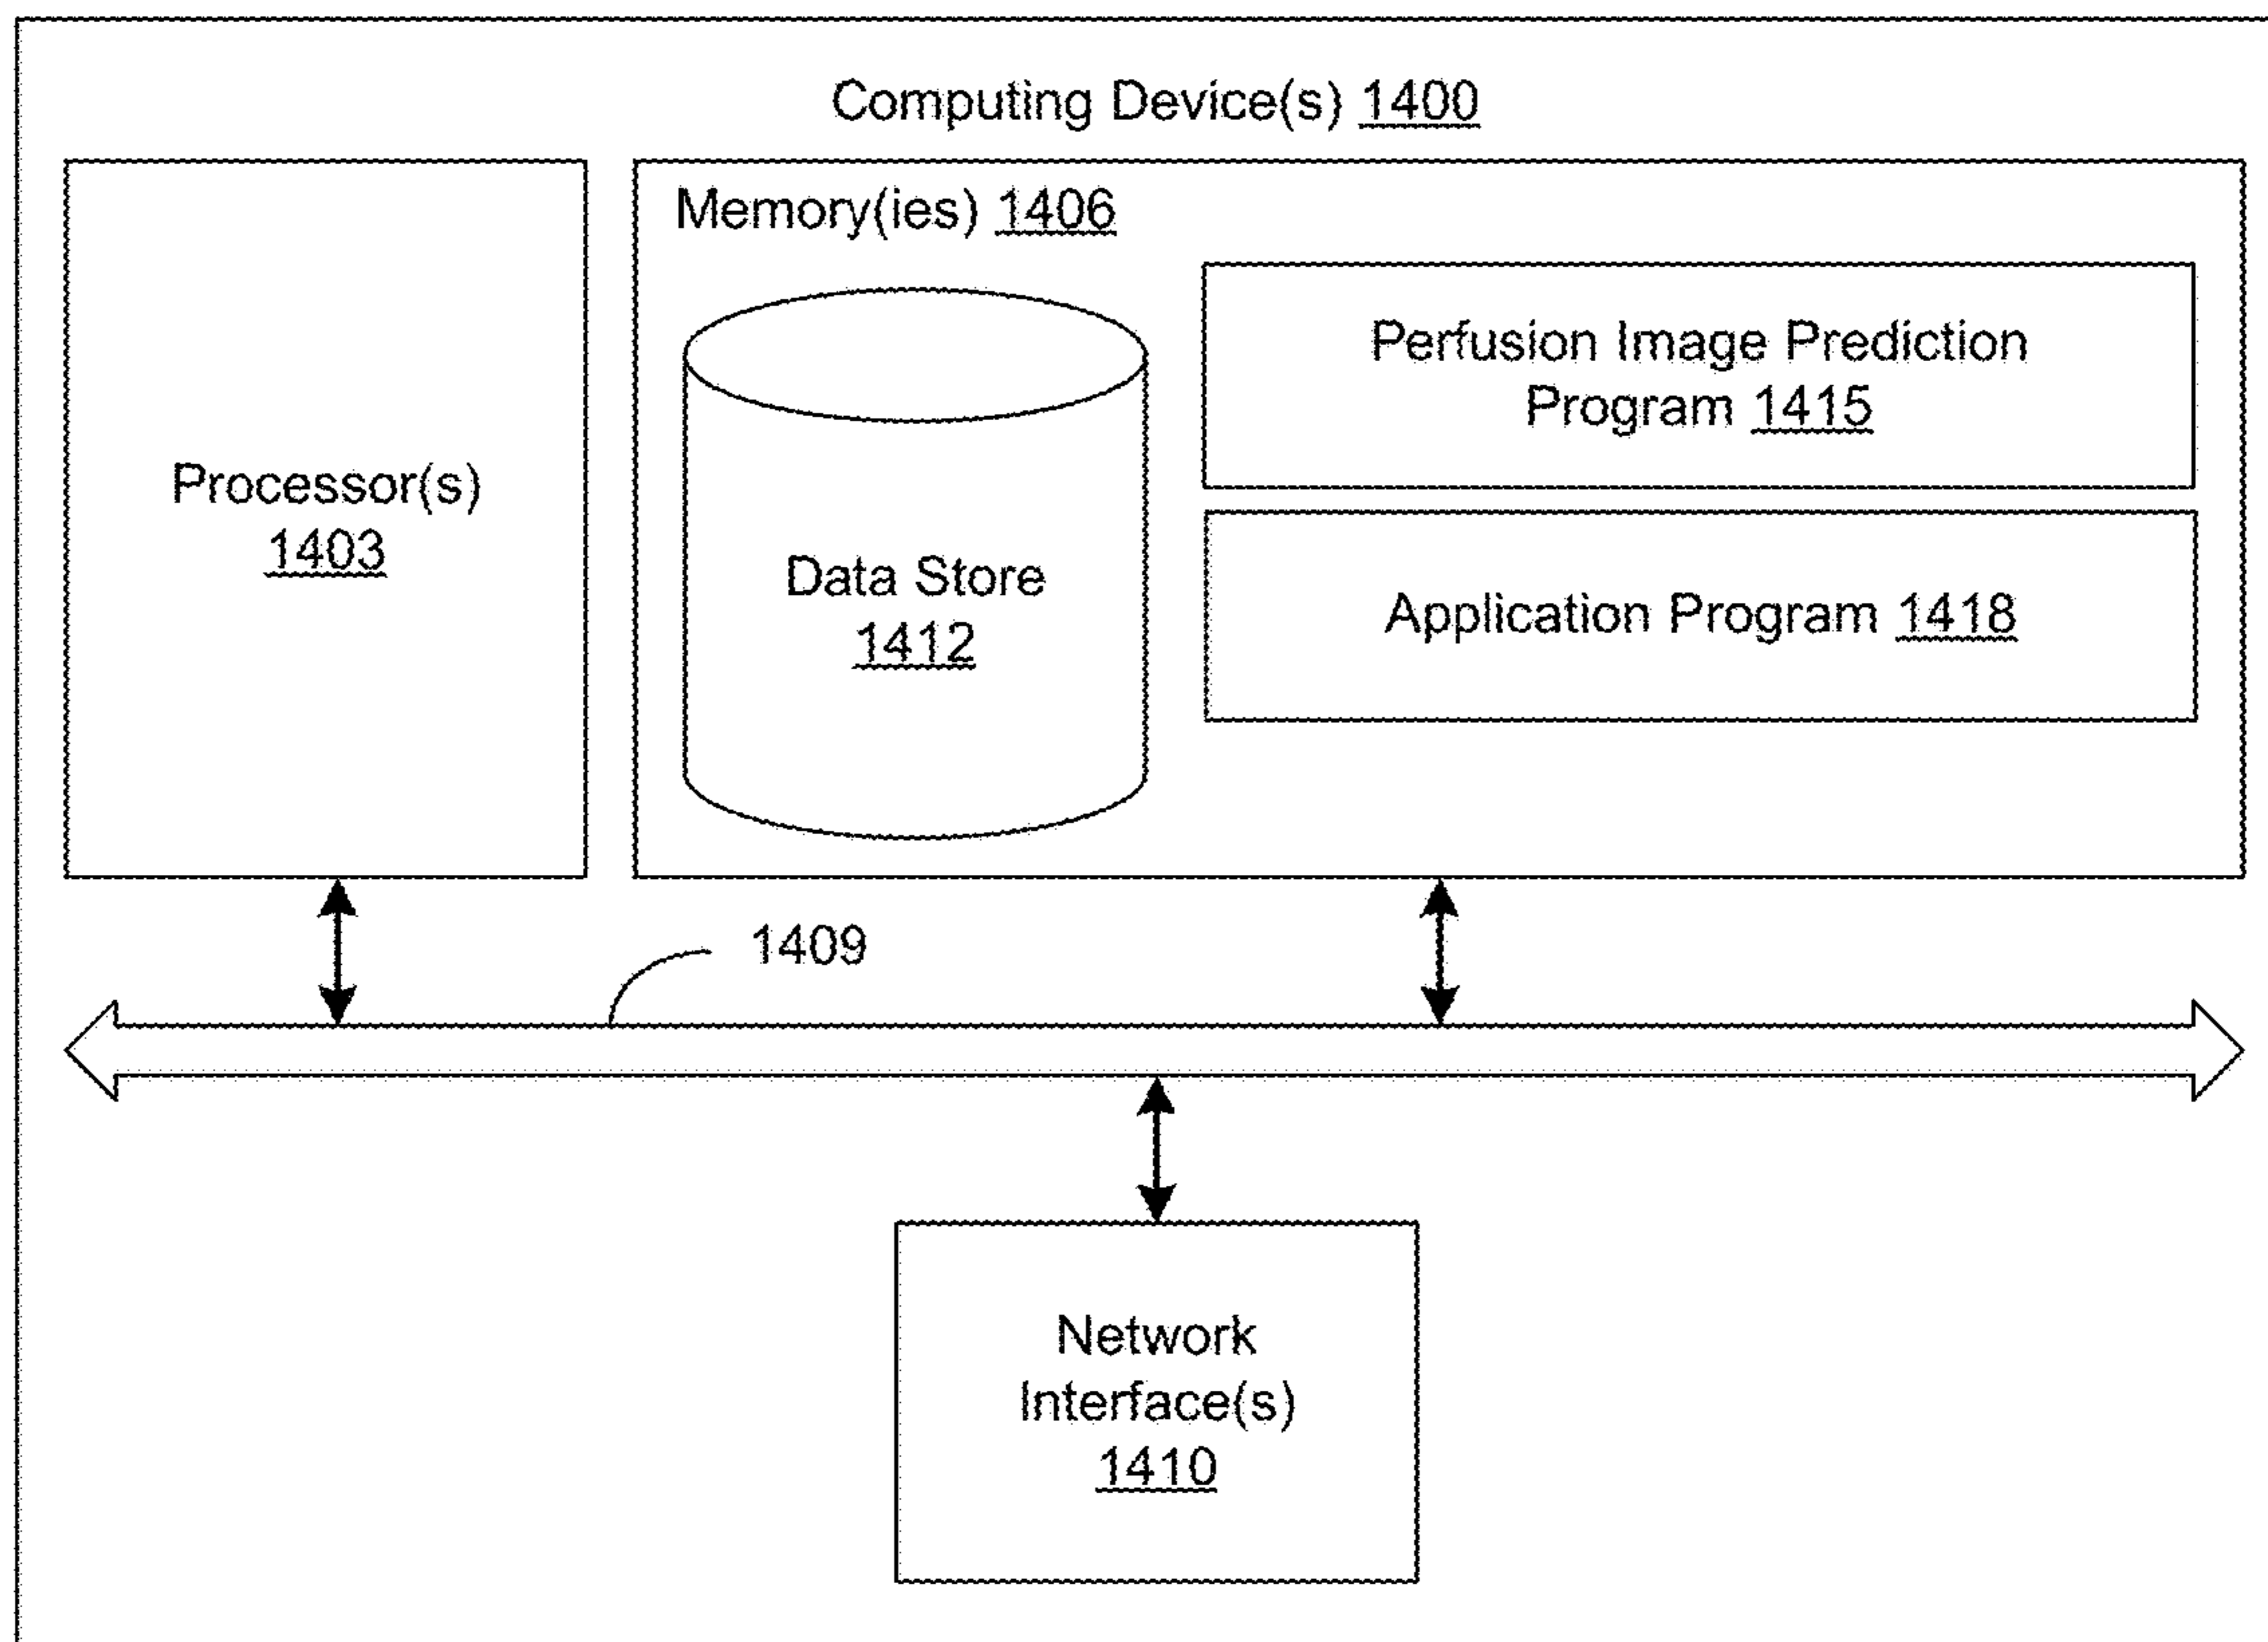 Computing Device(s) 1400
Processor(s)
1403
Memory(ies) 1406
Data Store
1412
Perfusion Image Prediction
Program 1415
Application Program 1418
1409
Network
Interface(s)
1410